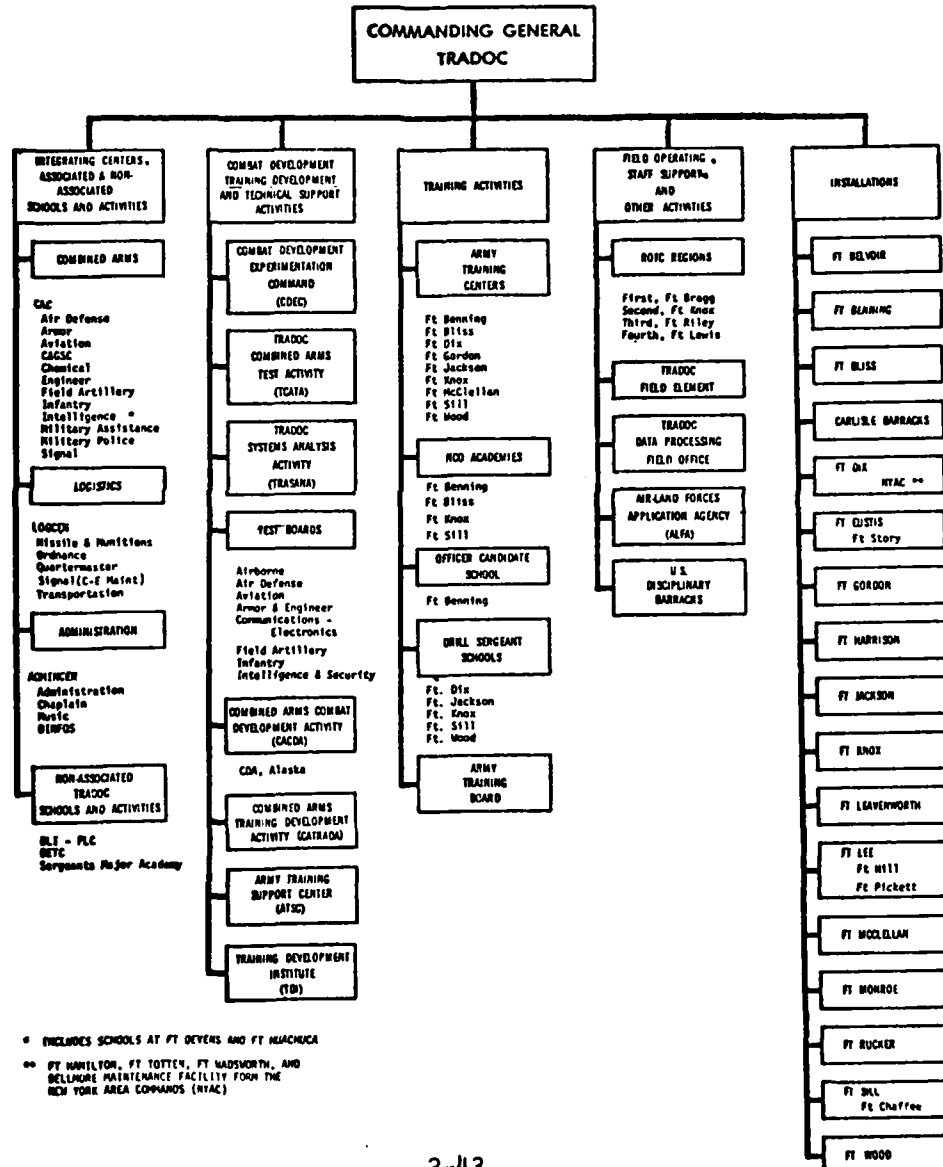 COMMANDING GENERAL
TRADOC
INTEGRATING CENTERS,
ASSOCIATED & NON-
ASSOCIATED
SCHOOLS AND ACTIVITIES
COMBINED ARMS
CAC
Air Defense
Armor
Aviation
CAGSC
Chemical
Engineer
Field Artillery
Infantry
Intelligence *
Military Assistance
Military Police
Signal
LOGISTICS
LOGCEN
Missile & Munitions
Ordnance
Quartermaster
Signal(C-E Maint)
Transportation
ADMINISTRATION
ADMINCEN
Administration
Chaplain
Music
DINFOS
NON-ASSOCIATED
TRADOC
SCHOOLS AND ACTIVITIES
DLI - FLC
OETC
Sergeants Major Academy
COMBAT DEVELOPMENT
TRAINING DEVELOPMENT
AND TECHNICAL SUPPORT
ACTIVITIES
COMBAT DEVELOPMENT
EXPERIMENTATION
COMMAND
(CDEC)
TRADOC
COMBINED ARMS
TEST ACTIVITY
(TCATA)
TRADOC
SYSTEMS ANALYSIS
ACTIVITY
(TRASANA)
TEST BOARDS
Airborne
Air Defense
Aviation
Armor & Engineer
Communications -
Electronics
Field Artillery
Infantry
Intelligence & Security
COMBINED ARMS COMBAT
DEVELOPMENT ACTIVITY
(CACDA)
CDA, Alaska
COMBINED ARMS
TRAINING DEVELOPMENT
ACTIVITY (CATRADA)
ARMY TRAINING
SUPPORT CENTER
(ATSC)
TRAINING DEVELOPMENT
INSTITUTE
(TDI)
TRAINING ACTIVITIES
ARMY
TRAINING
CENTERS
Ft Benning
Ft Bliss
Ft Dix
Ft Gordon
Ft Jackson
Ft Knox
Ft McClellan
Ft Sill
Ft Wood
NCO ACADEMIES
Ft Benning
Ft Bliss
Ft Knox
Ft Sill
OFFICER CANDIDATE
SCHOOL
Ft Benning
DRILL SERGEANT
SCHOOLS
Ft. Dix
Ft. Jackson
Ft. Knox
Ft. Sill
Ft. Wood
ARMY
TRAINING
BOARD
FIELD OPERATING,
STAFF SUPPORT,
AND
OTHER ACTIVITIES
ROTC REGIONS
First, Ft Bragg
Second, Ft Knox
Third, Ft Riley
Fourth, Ft Lewis
TRADOC
FIELD ELEMENT
TRADOC
DATA PROCESSING
FIELD OFFICE
AIR-LAND FORCES
APPLICATION AGENCY
(ALFA)
U.S.
DISCIPLINARY
BARRACKS
INSTALLATIONS
FT BELVOIR
FT BENNING
FT BLISS
CARLISLE BARRACKS
FT DIX
NYAC **
FT EUSTIS
Ft Story
FT GORDON
FT HARRISON
FT JACKSON
FT KNOX
FT LEAVENWORTH
FT LEE
Ft Hill
Ft Pickett
FT MCCLELLAN
FT MONROE
FT RUCKER
FT SILL
Ft Chaffee
FT WOOD
* INCLUDES SCHOOLS AT FT DEVENS AND FT HUACHUCA
** FT HAMILTON, FT TOTTEN, FT WADSWORTH, AND
BELLMORE MAINTENANCE FACILITY FORM THE
NEW YORK AREA COMMANDS (NYAC)
3-43